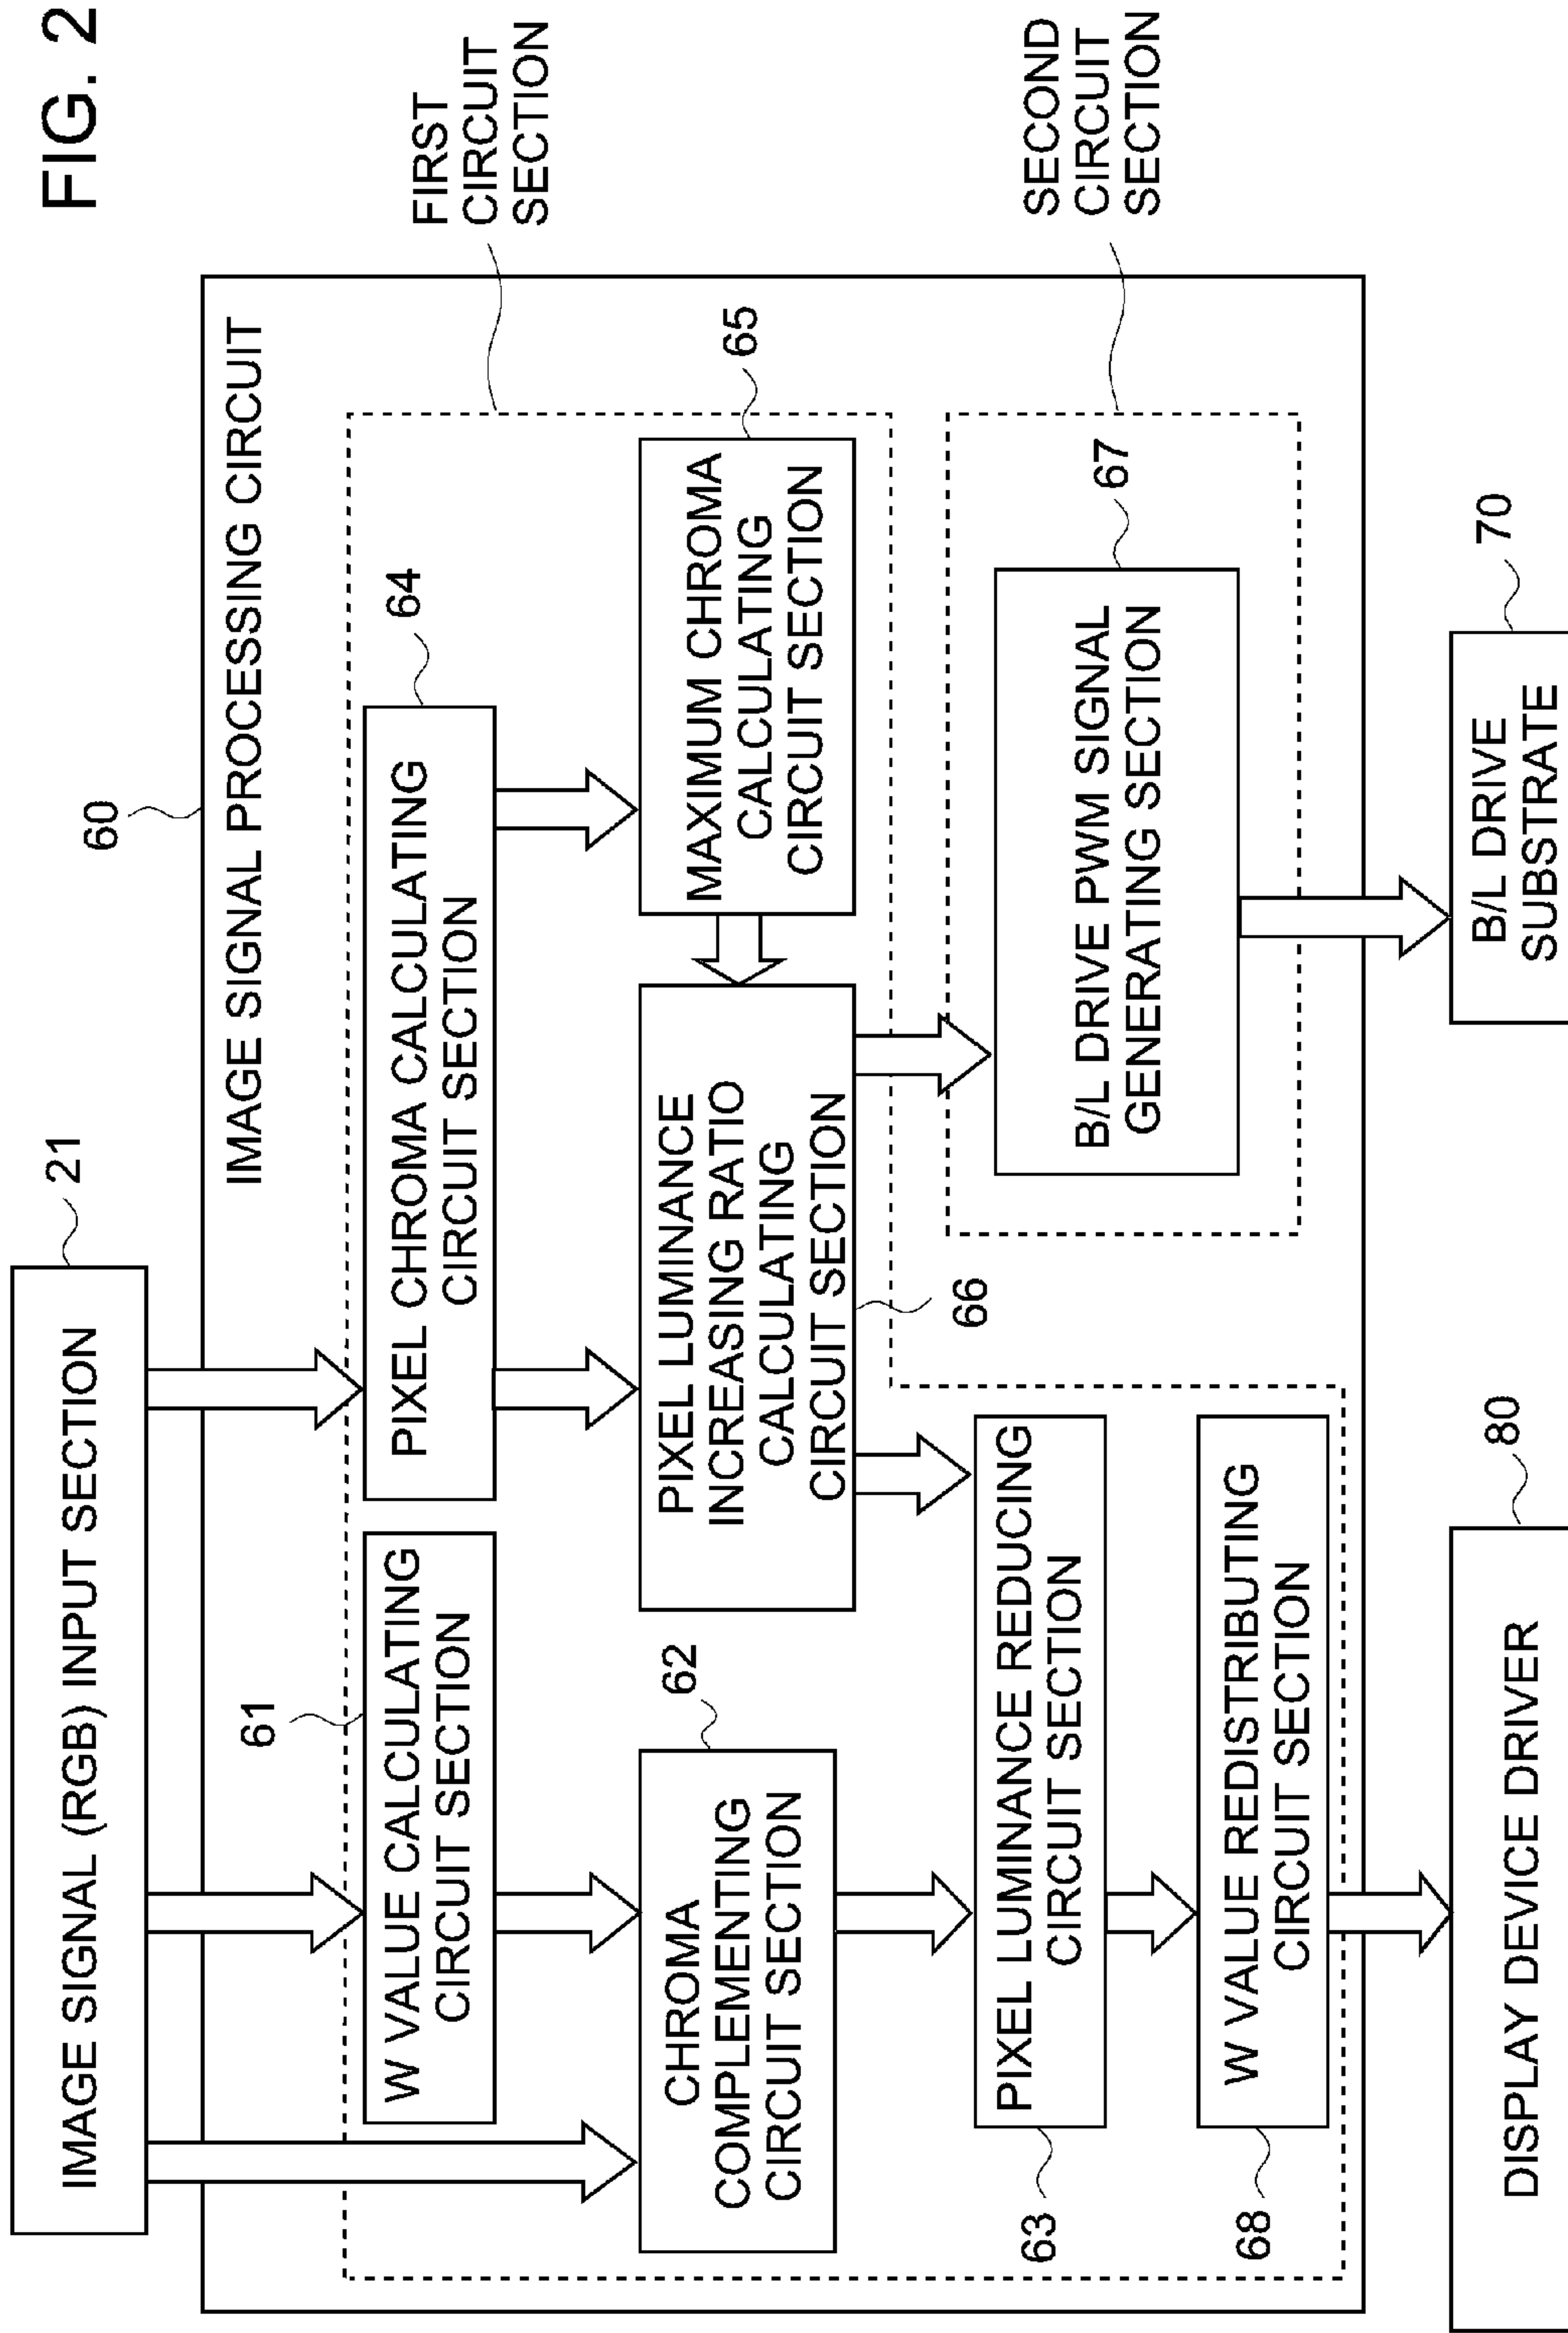 FIG. 2
IMAGE SIGNAL (RGB) INPUT SECTION
21
60
IMAGE SIGNAL PROCESSING CIRCUIT
FIRST
CIRCUIT
SECTION
61
W VALUE CALCULATING
CIRCUIT SECTION
PIXEL CHROMA CALCULATING
CIRCUIT SECTION
64
62
CHROMA
COMPLEMENTING
CIRCUIT SECTION
PIXEL LUMINANCE
INCREASING RATIO
CALCULATING
CIRCUIT SECTION
66
MAXIMUM CHROMA
CALCULATING
CIRCUIT SECTION
65
63
PIXEL LUMINANCE REDUCING
CIRCUIT SECTION
B/L DRIVE PWM SIGNAL
GENERATING SECTION
67
SECOND
CIRCUIT
SECTION
68
W VALUE REDISTRIBUTING
CIRCUIT SECTION
DISPLAY DEVICE DRIVER
80
B/L DRIVE
SUBSTRATE
70